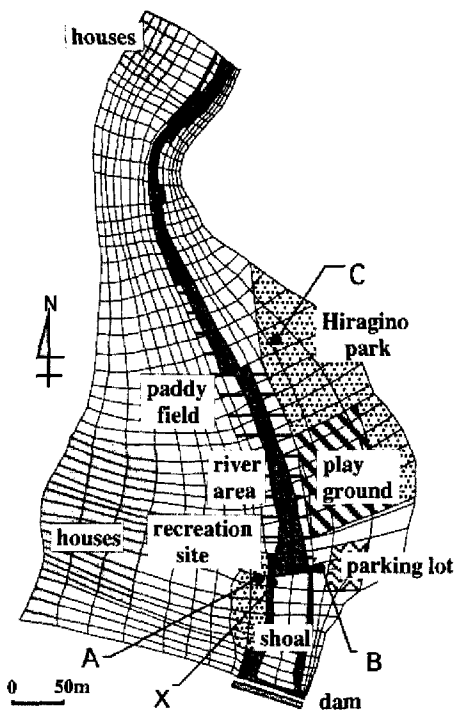 houses
N
C
Hiragino
park
paddy
field
river
area
play
ground
recreation
site
houses
parking lot
shoal
A
B
X
0 50m
dam